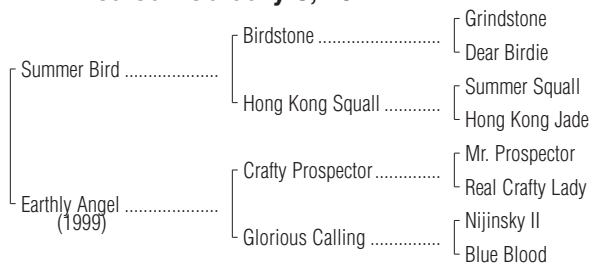 Grindstone
Birdstone ..........................
Dear Birdie
Summer Bird ....................
Summer Squall
Hong Kong Squall ............
Hong Kong Jade
Mr. Prospector
Crafty Prospector..............
Real Crafty Lady
Earthly Angel ....................
(1999)
Nijinsky II
Glorious Calling ...............
Blue Blood